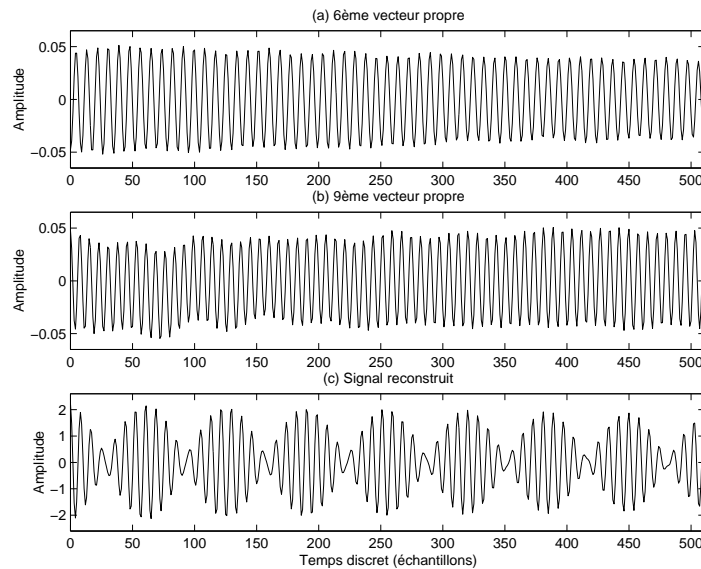 (a) 6ème vecteur propre
Amplitude
0.05
0
−0.05
0 50 100 150 200 250 300 350 400 450 500
(b) 9ème vecteur propre
Amplitude
0.05
0
−0.05
0 50 100 150 200 250 300 350 400 450 500
(c) Signal reconstruit
Amplitude
2
1
0
−1
−2
0 50 100 150 200 250 300 350 400 450 500
Temps discret (échantillons)